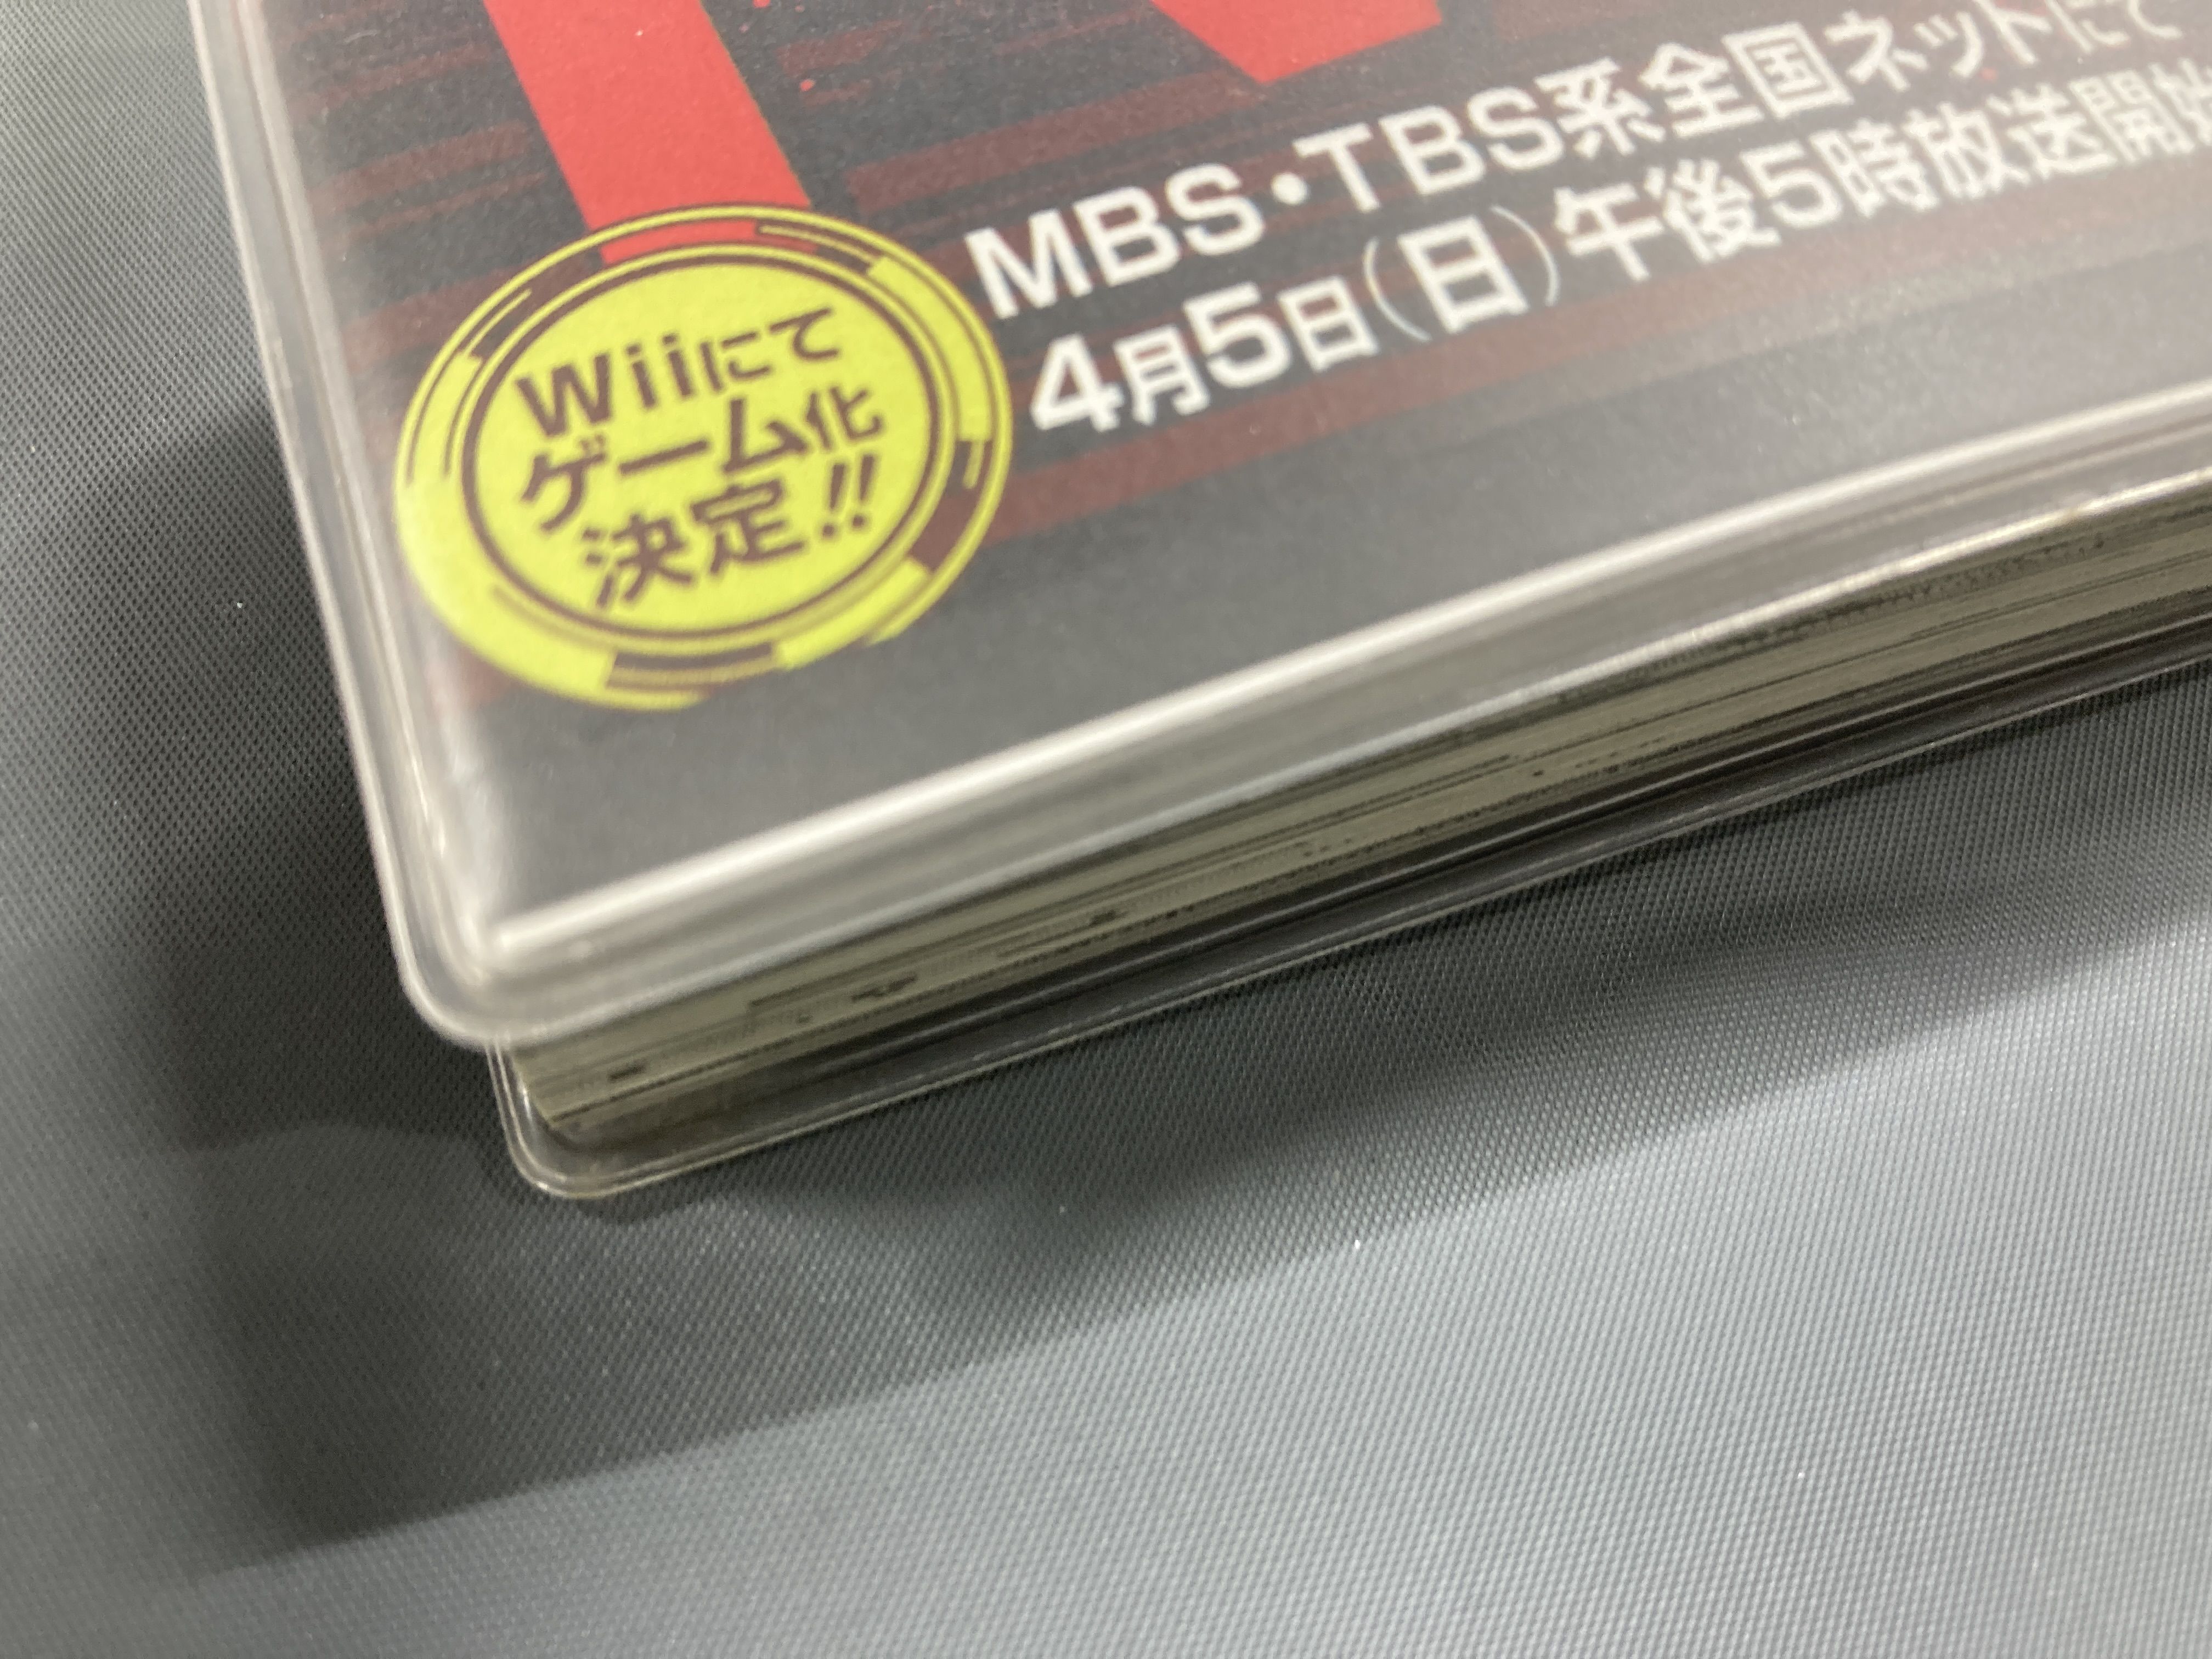 MBS・TBS系全国ネットにて
4月5日(日)午後5時放送開始
Wiiにて
ゲーム化
決定!!